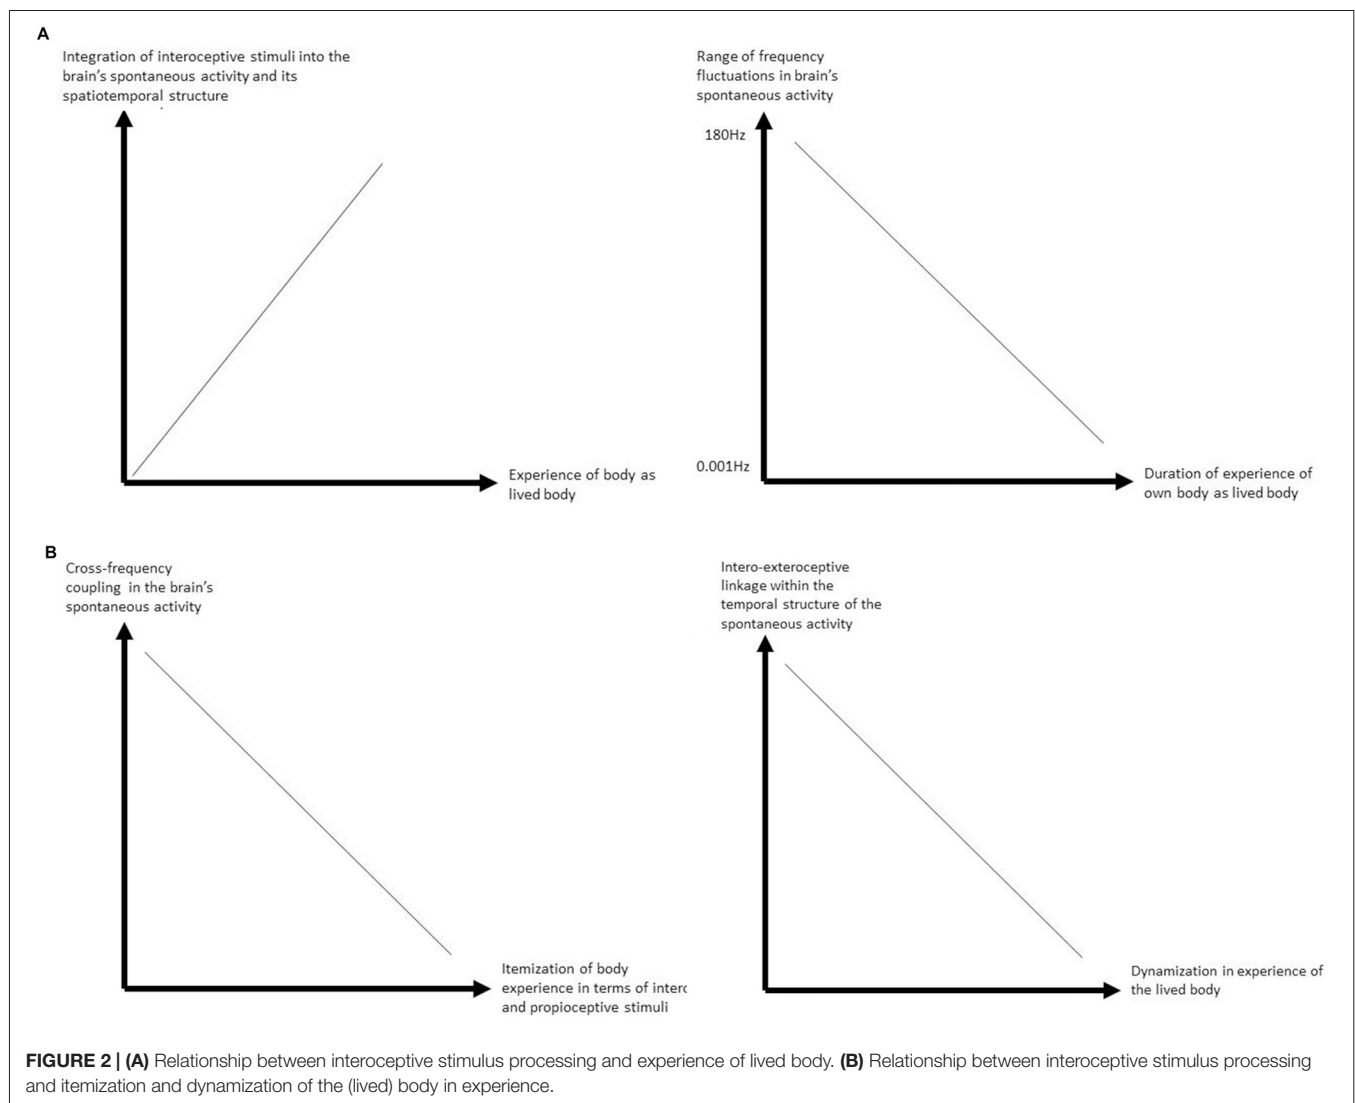 A
Integration of interoceptive stimuli into the
brain's spontaneous activity and its
spatiotemporal structure
Experience of body as
lived body
Range of frequency
fluctuations in brain's
spontaneous activity
180Hz
0.001Hz
Duration of experience of
own body as lived body
B
Cross-frequency
coupling in the brain's
spontaneous activity
Itemization of body
experience in terms of
and propioceptive stimuli
Intero-exteroceptive
linkage within the
temporal structure of the
spontaneous activity
Dynamization in experience of
the lived body
FIGURE 2 | (A) Relationship between interoceptive stimulus processing and experience of lived body. (B) Relationship between interoceptive stimulus processing
and itemization and dynamization of the (lived) body in experience.